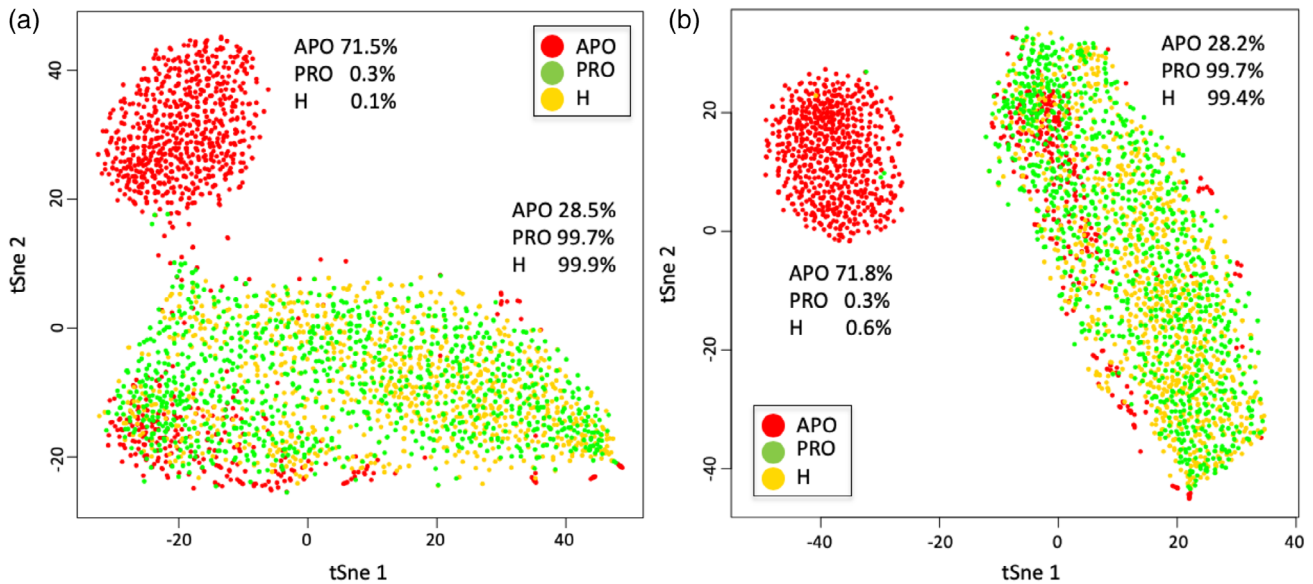 (a)
APO 71.5%
PRO 0.3%
H 0.1%
APO
PRO
H
APO 28.5%
PRO 99.7%
H 99.9%
40
20
0
-20
tSne 2
-20
0
20
40
tSne 1
(b)
APO 28.2%
PRO 99.7%
H 99.4%
APO 71.8%
PRO 0.3%
H 0.6%
APO
PRO
H
20
0
-20
-40
tSne 2
-40
-20
0
20
40
tSne 1